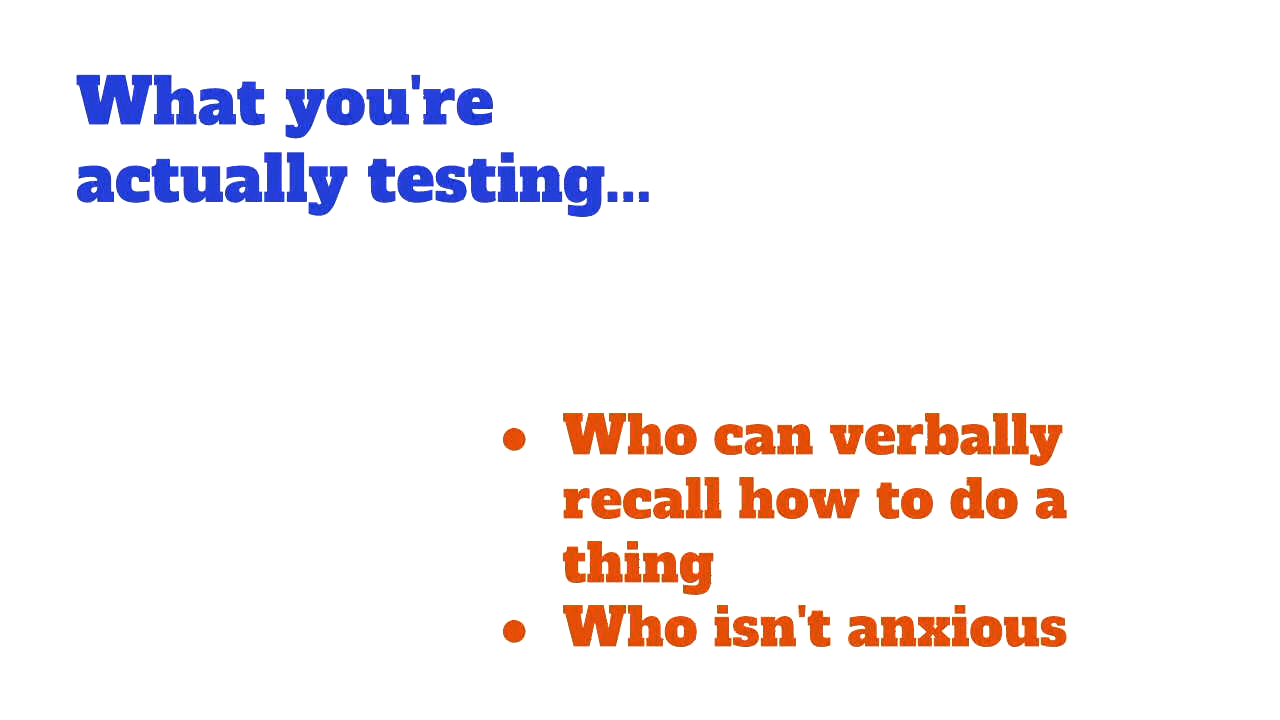 What you're
actually testing...
● Who can verbally
recall how to do a
thing
● Who isn't anxious